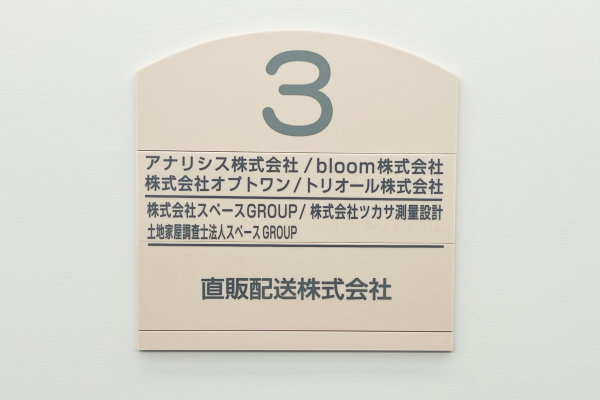 3
アナリシス株式会社/bloom株式会社
株式会社オプトワン/トリオール株式会社
株式会社スペースGROUP/株式会社ツカサ測量設計
土地家屋調査士法人スペースGROUP
直販配送株式会社